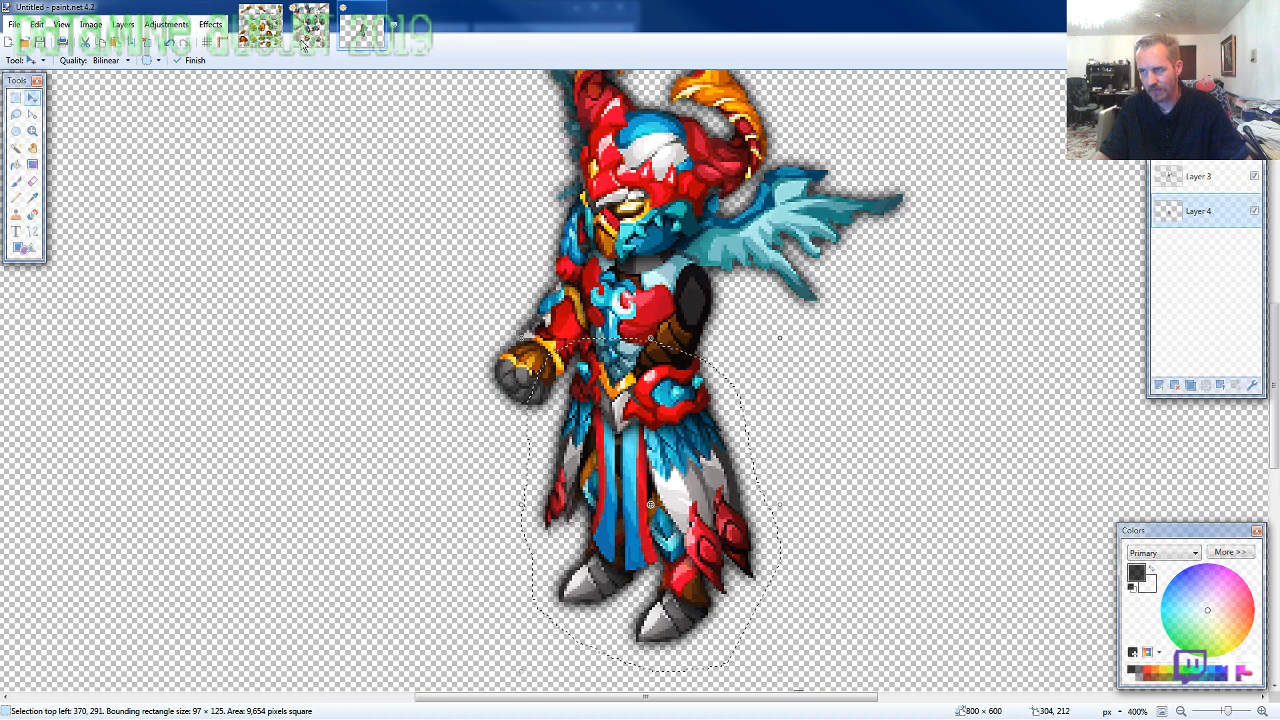 Untitled - paint.net 4.2
File Edit View Image Layers Adjustments Effects
2019
Tool: Quality: Bilinear Finish
Tools
Layer 3
Layer 4
Colors
Primary More >>
Selection top left: 370, 291. Bounding rectangle size: 97 × 125. Area: 9,654 pixels square
800 × 600
304, 212
px
400%